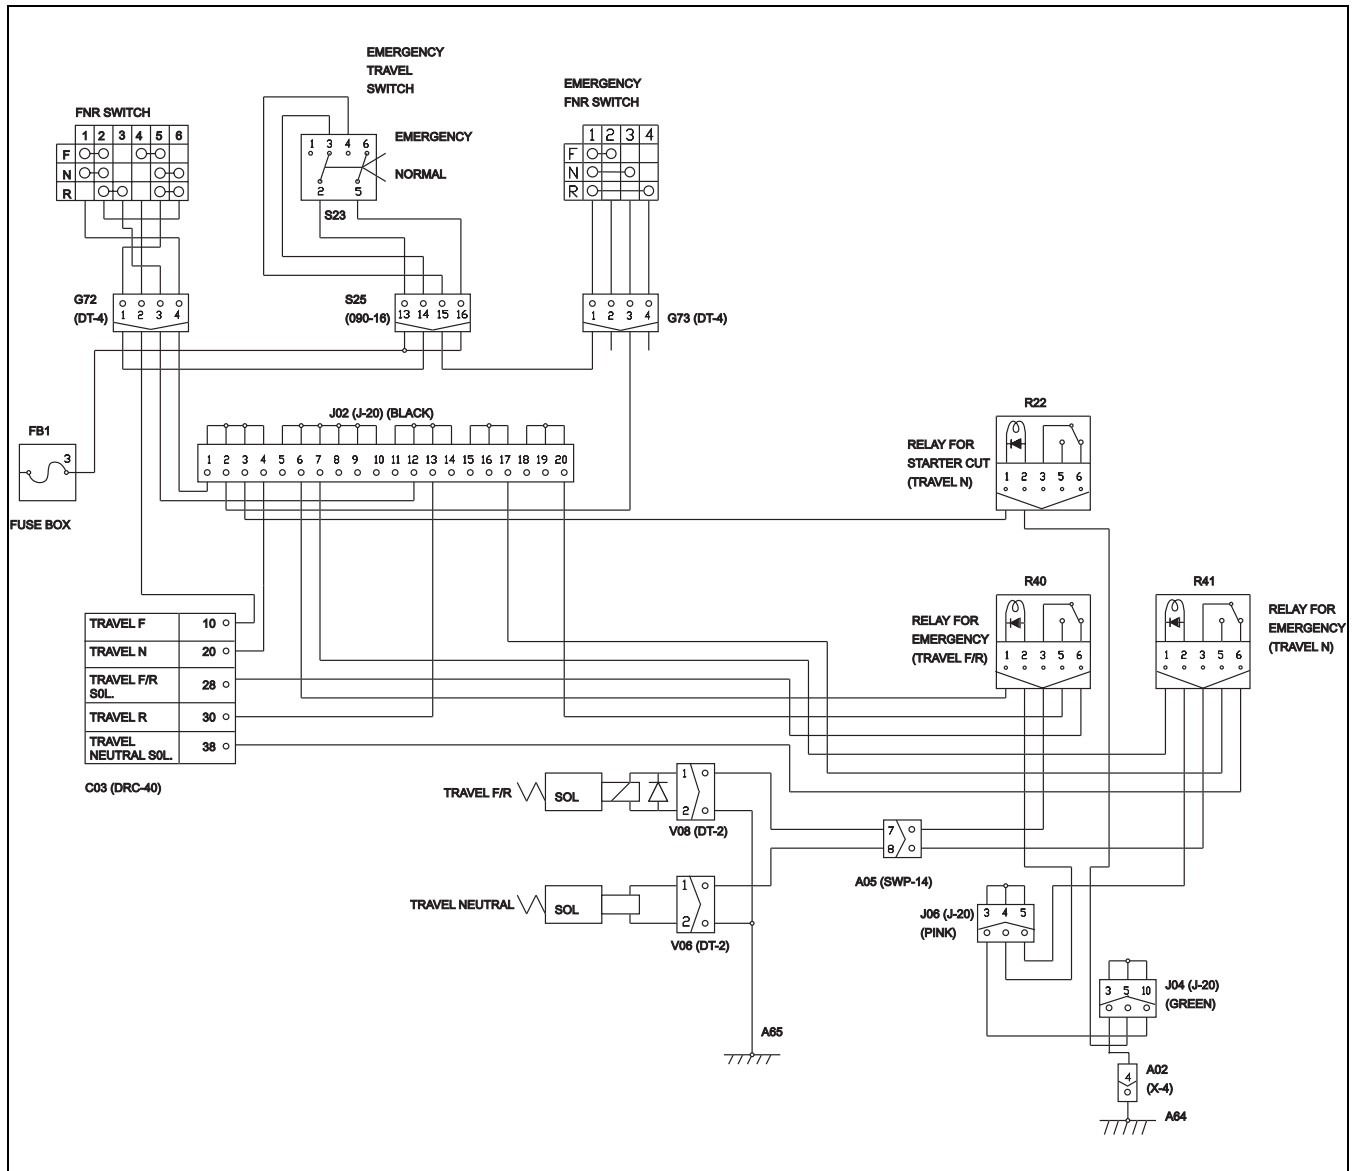 EMERGENCY
TRAVEL
SWITCH
EMERGENCY
FNR SWITCH
FNR SWITCH
1 2 3 4 5 6
F
N
R
1 3 4 6
2 5
EMERGENCY
NORMAL
S23
1 2 3 4
F
N
R
G72
(DT-4)
1 2 3 4
S25
(090-16)
13 14 15 16
1 2 3 4
G73 (DT-4)
J02 (J-20) (BLACK)
1 2 3 4 5 6 7 8 9 10 11 12 13 14 15 16 17 18 19 20
FB1
3
FUSE BOX
R22
RELAY FOR
STARTER CUT
(TRAVEL N)
1 2 3 5 6
R40
RELAY FOR
EMERGENCY
(TRAVEL F/R)
1 2 3 5 6
R41
1 2 3 5 6
RELAY FOR
EMERGENCY
(TRAVEL N)
TRAVEL F 10
TRAVEL N 20
TRAVEL F/R
S0L. 28
TRAVEL R 30
TRAVEL
NEUTRAL S0L. 38
C03 (DRC-40)
TRAVEL F/R
SOL
1
2
V08 (DT-2)
7
8
A05 (SWP-14)
TRAVEL NEUTRAL
SOL
1
2
V06 (DT-2)
J06 (J-20)
(PINK)
3 4 5
3 5 10
J04 (J-20)
(GREEN)
A65
4
A02
(X-4)
A64